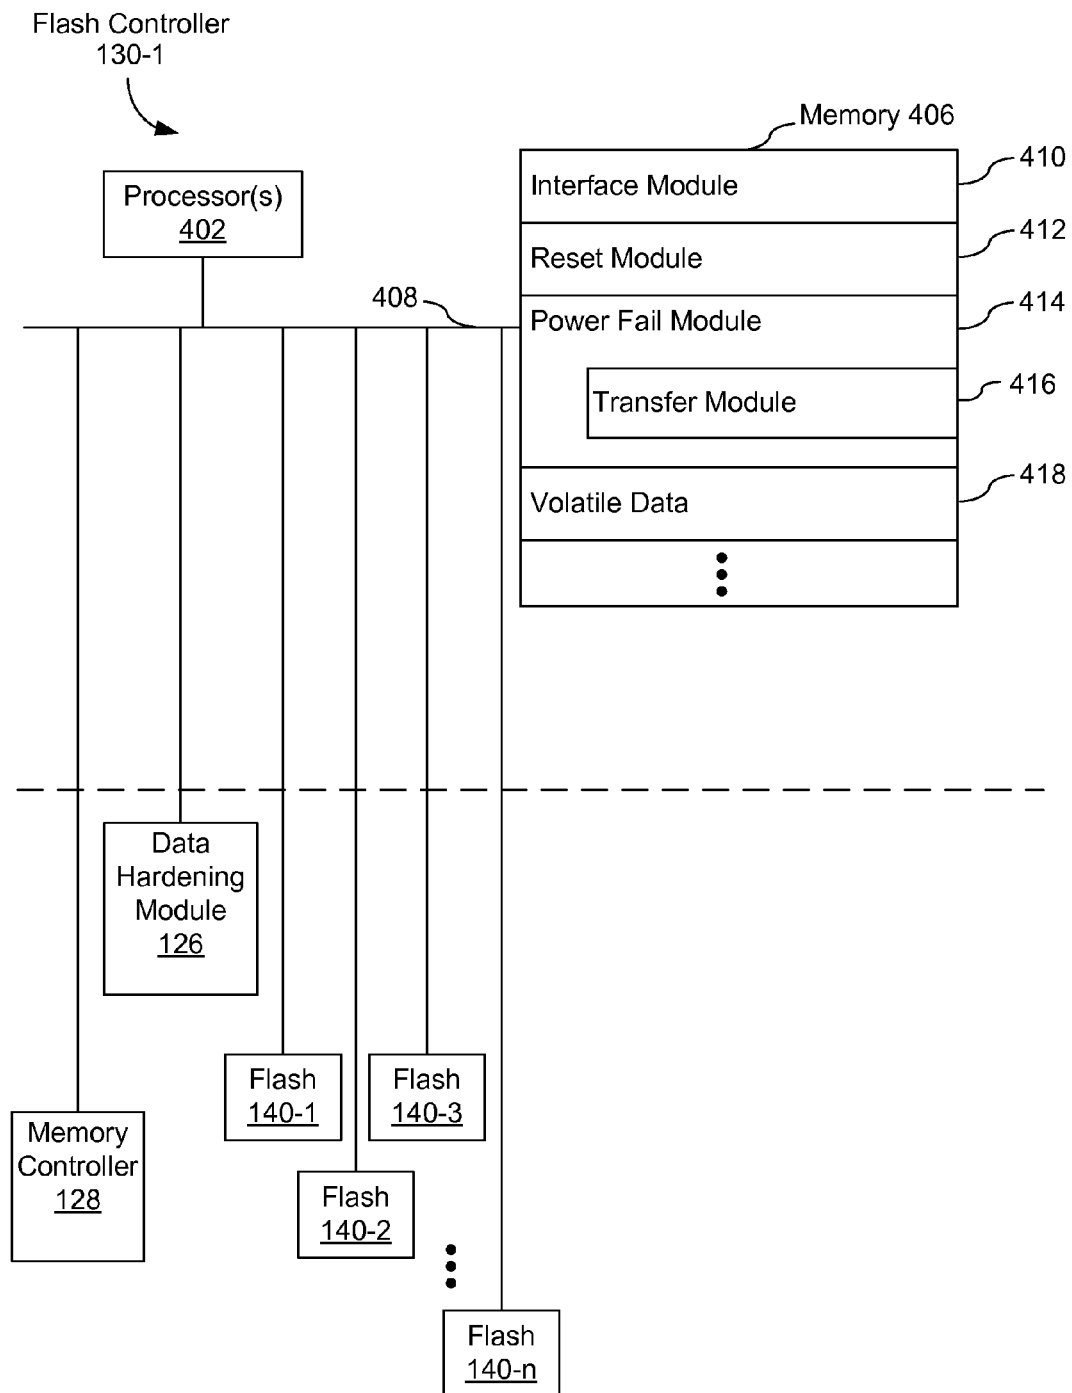 Flash Controller
130-1
Memory 406
Processor(s)
402
Interface Module
410
Reset Module
412
408
Power Fail Module
414
Transfer Module
416
Volatile Data
418
Data
Hardening
Module
126
Flash
140-1
Flash
140-3
Memory
Controller
128
Flash
140-2
Flash
140-n